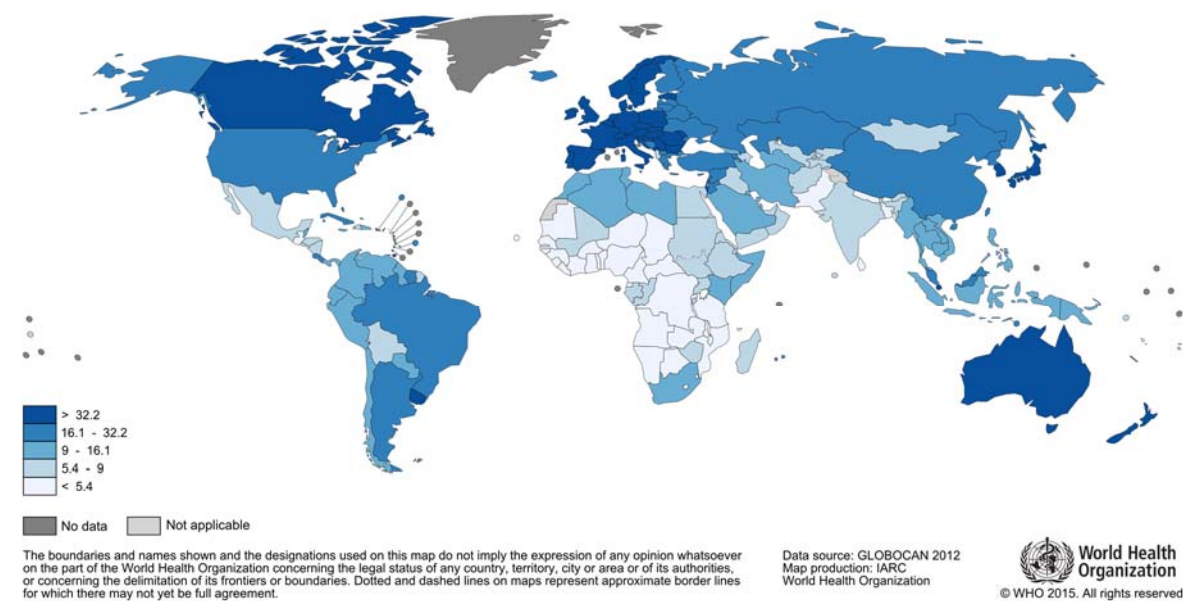 > 32.2
16.1 - 32.2
9 - 16.1
5.4 - 9
< 5.4
No data
Not applicable
The boundaries and names shown and the designations used on this map do not imply the expression of any opinion whatsoever
on the part of the World Health Organization concerning the legal status of any country, territory, city or area or of its authorities,
or concerning the delimitation of its frontiers or boundaries. Dotted and dashed lines on maps represent approximate border lines
for which there may not yet be full agreement.
Data source: GLOBOCAN 2012
Map production: IARC
World Health Organization
World Health
Organization
© WHO 2015. All rights reserved